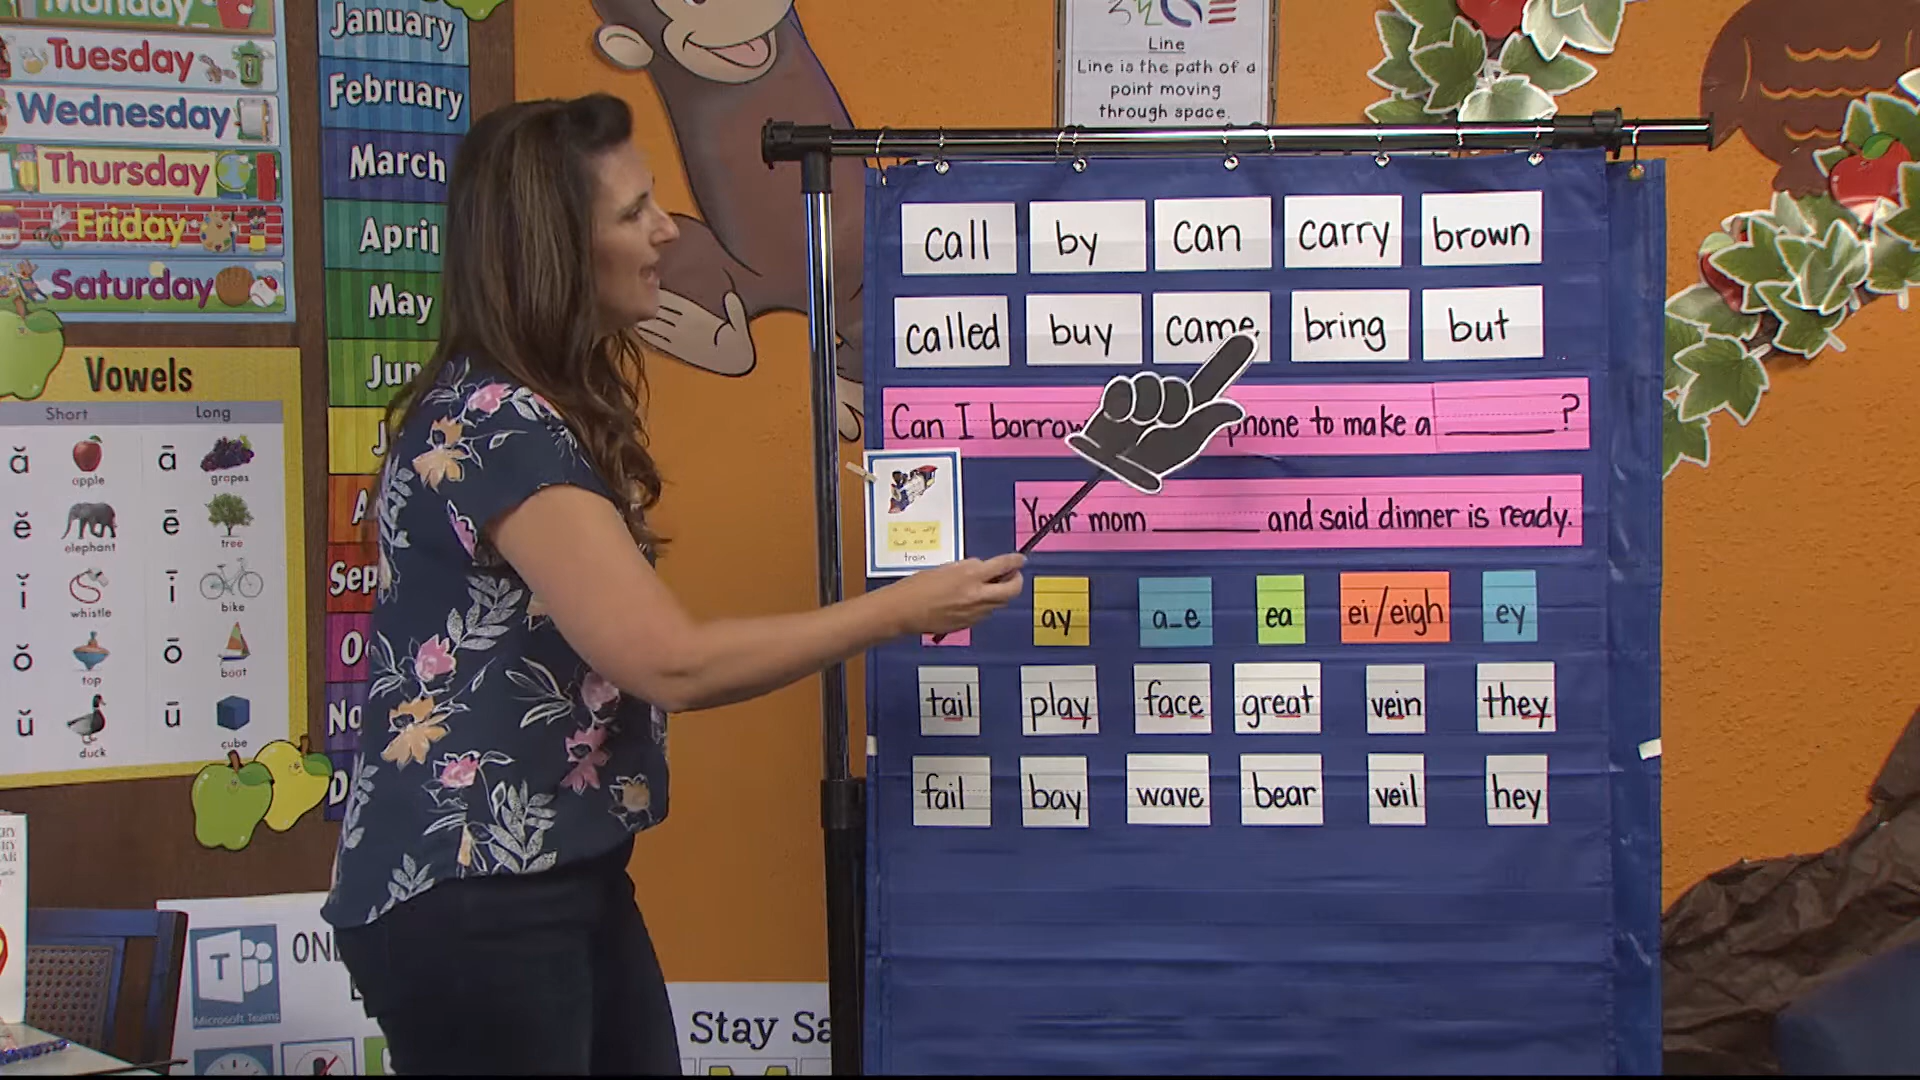 Monday
Tuesday
Wednesday
Thursday
Friday
Saturday
January
February
March
April
May
Vowels
Short Long
ă apple ā grapes
ĕ elephant ē tree
ĭ whistle ī bike
ŏ top ō boat
ŭ duck ū cube
Line
Line is the path of a
point moving
through space.
call by can carry brown
called buy came bring but
Can I borrow phone to make a ______?
Your mom ______ and said dinner is ready.
train
ay a_e ea ei/eigh ey
tail play face great vein they
fail bay wave bear veil hey
T
Microsoft Teams
Stay